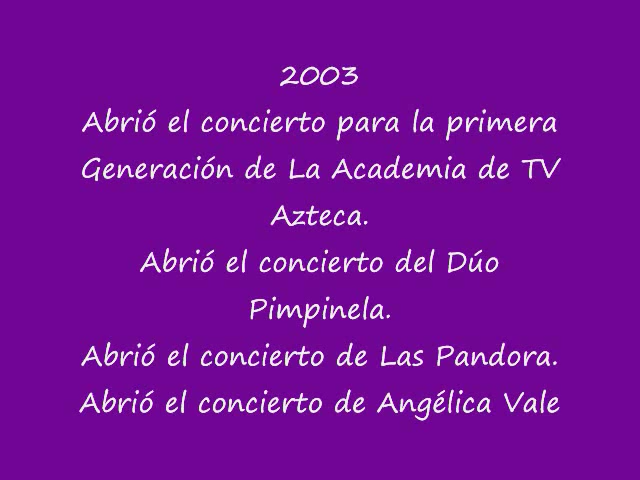 2003
Abrió el concierto para la primera
Generación de La Academia de TV
Azteca.
Abrió el concierto del Dúo
Pimpinela.
Abrió el concierto de Las Pandora.
Abrió el concierto de Angélica Vale